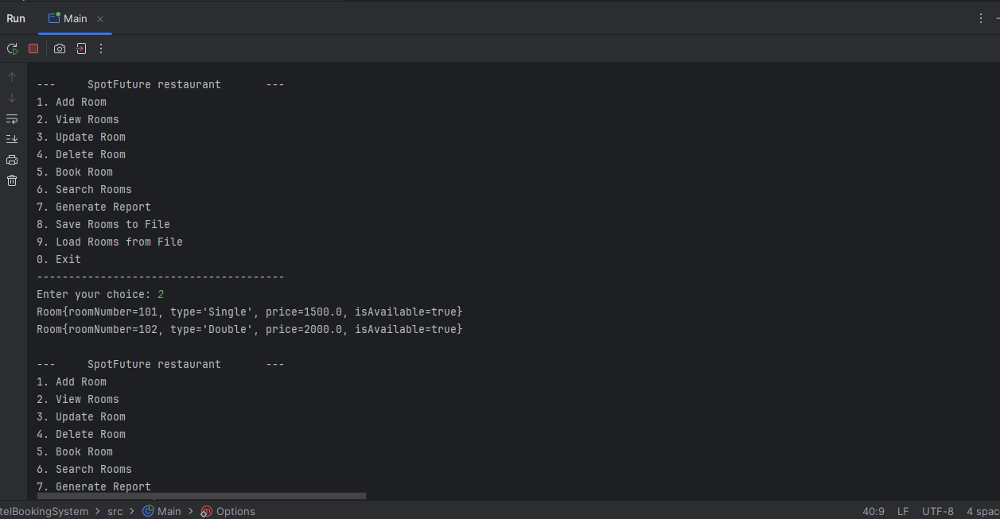 Run Main
---     SpotFuture restaurant       ---
1. Add Room
2. View Rooms
3. Update Room
4. Delete Room
5. Book Room
6. Search Rooms
7. Generate Report
8. Save Rooms to File
9. Load Rooms from File
0. Exit
---------------------------------------
Enter your choice: 2
Room{roomNumber=101, type='Single', price=1500.0, isAvailable=true}
Room{roomNumber=102, type='Double', price=2000.0, isAvailable=true}
---     SpotFuture restaurant       ---
1. Add Room
2. View Rooms
3. Update Room
4. Delete Room
5. Book Room
6. Search Rooms
7. Generate Report
telBookingSystem > src > Main > Options 40:9 LF UTF-8 4 spac